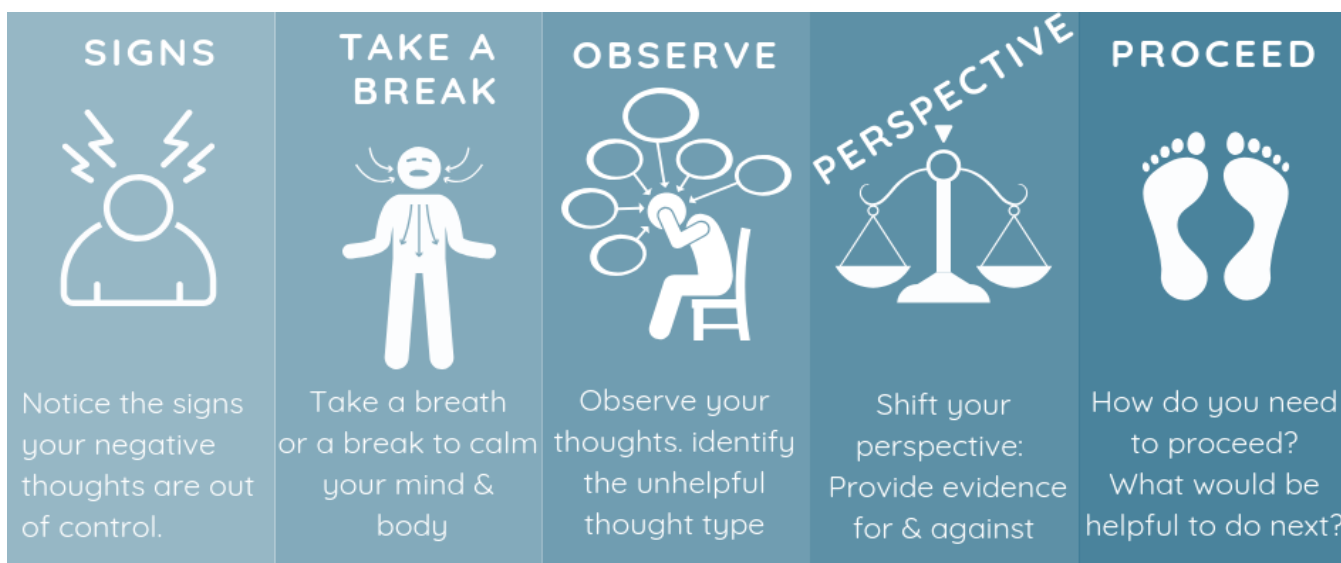 SIGNS
Notice the signs
your negative
thoughts are out
of control.
TAKE A
BREAK
Take a breath
or a break to calm
your mind &
body
OBSERVE
Observe your
thoughts. identify
the unhelpful
thought type
PERSPECTIVE
Shift your
perspective:
Provide evidence
for & against
PROCEED
How do you need
to proceed?
What would be
helpful to do next?